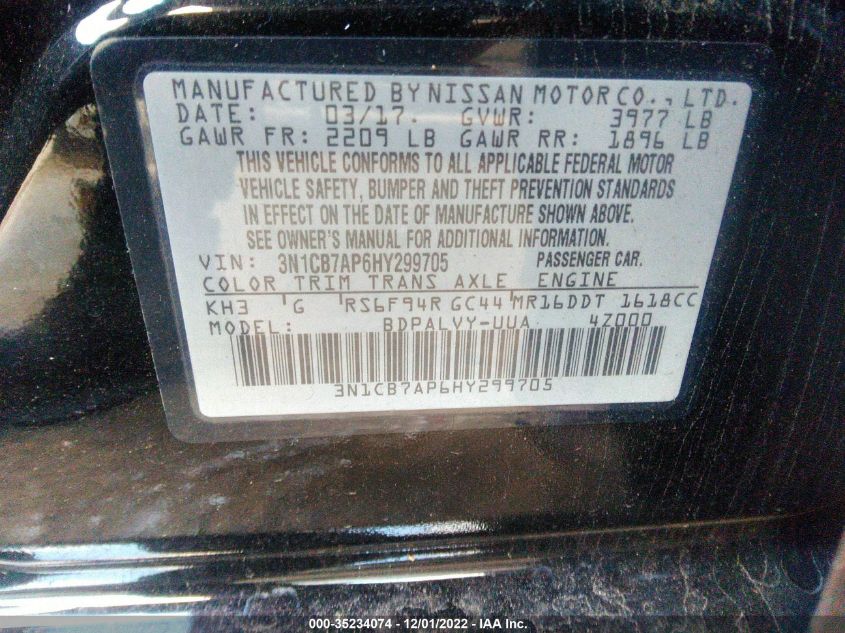 MANUFACTURED BY NISSAN MOTOR CO., LTD.
DATE: 03/17. GVWR: 3977 LB
GAWR FR: 2209 LB GAWR RR: 1896 LB
THIS VEHICLE CONFORMS TO ALL APPLICABLE FEDERAL MOTOR
VEHICLE SAFETY, BUMPER AND THEFT PREVENTION STANDARDS
IN EFFECT ON THE DATE OF MANUFACTURE SHOWN ABOVE.
SEE OWNER'S MANUAL FOR ADDITIONAL INFORMATION.
VIN: 3N1CB7AP6HY299705 PASSENGER CAR.
COLOR TRIM TRANS AXLE ENGINE
KH3 G RS6F94R GC44 MR16DDT 1618CC
MODEL: BDPALVY-UUA 4Z000
3N1CB7AP6HY299705
000-35234074 - 12/01/2022 - IAA Inc.